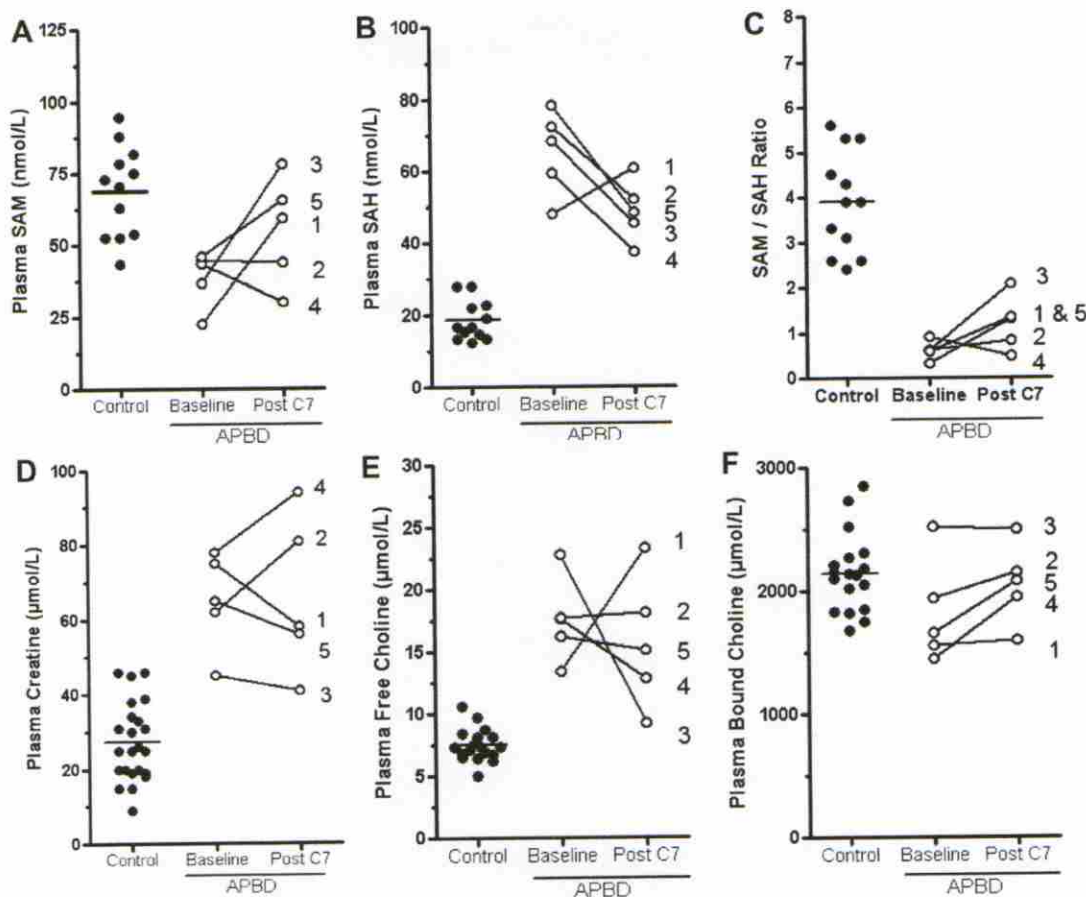 A
Plasma SAM (nmol/L)
125
100
75
50
25
0
3
5
1
2
4
Control
Baseline
Post C7
APBD
B
Plasma SAH (nmol/L)
100
80
60
40
20
0
1
2
5
3
4
Control
Baseline
Post C7
APBD
C
SAM / SAH Ratio
8
7
6
5
4
3
2
1
0
3
1 & 5
2
4
Control
Baseline
Post C7
APBD
D
Plasma Creatine (µmol/L)
100
80
60
40
20
0
4
2
1
5
3
Control
Baseline
Post C7
APBD
E
Plasma Free Choline (µmol/L)
30
25
20
15
10
5
0
1
2
5
4
3
Control
Baseline
Post C7
APBD
F
Plasma Bound Choline (µmol/L)
3000
2000
1000
0
3
2
5
4
1
Control
Baseline
Post C7
APBD